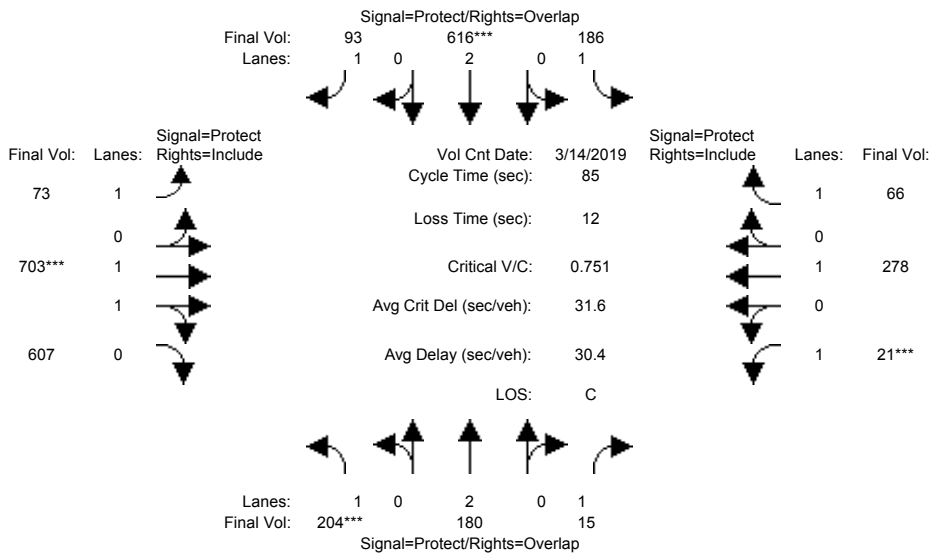 Signal=Protect/Rights=Overlap
Final Vol: 93 616*** 186
Lanes: 1 0 2 0 1
Signal=Protect Signal=Protect
Final Vol: Lanes: Rights=Include Vol Cnt Date: 3/14/2019 Rights=Include Lanes: Final Vol:
Cycle Time (sec): 85
73 1 1 66
Loss Time (sec): 12
0 0
703*** 1 Critical V/C: 0.751 1 278
1 Avg Crit Del (sec/veh): 31.6 0
607 0 Avg Delay (sec/veh): 30.4 1 21***
LOS: C
Lanes: 1 0 2 0 1
Final Vol: 204*** 180 15
Signal=Protect/Rights=Overlap